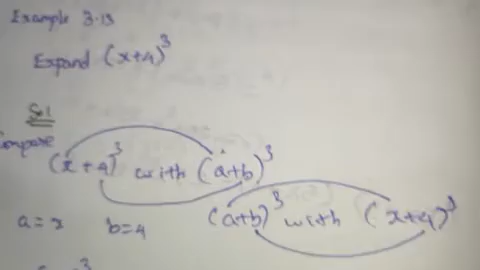 Example 3.13
Expand (x+4)³
Sol
Compare
(x+4)³ with (a+b)³
(a+b)³ with (x+4)³
a=x b=4